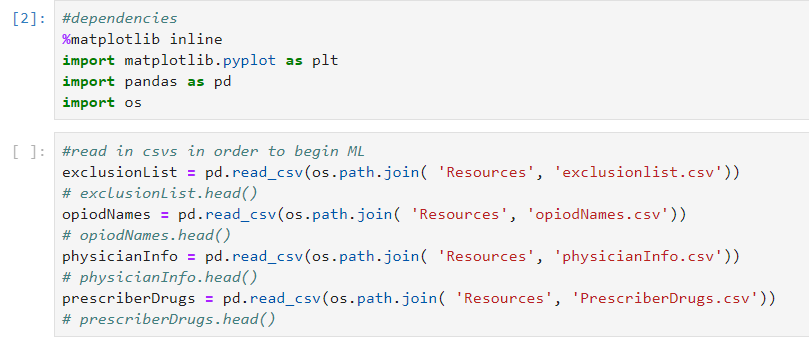 [2]: #dependencies
%matplotlib inline
import matplotlib.pyplot as plt
import pandas as pd
import os
[ ]: #read in csvs in order to begin ML
exclusionList = pd.read_csv(os.path.join( 'Resources', 'exclusionlist.csv'))
# exclusionList.head()
opiodNames = pd.read_csv(os.path.join( 'Resources', 'opiodNames.csv'))
# opiodNames.head()
physicianInfo = pd.read_csv(os.path.join( 'Resources', 'physicianInfo.csv'))
# physicianInfo.head()
prescriberDrugs = pd.read_csv(os.path.join( 'Resources', 'PrescriberDrugs.csv'))
# prescriberDrugs.head()